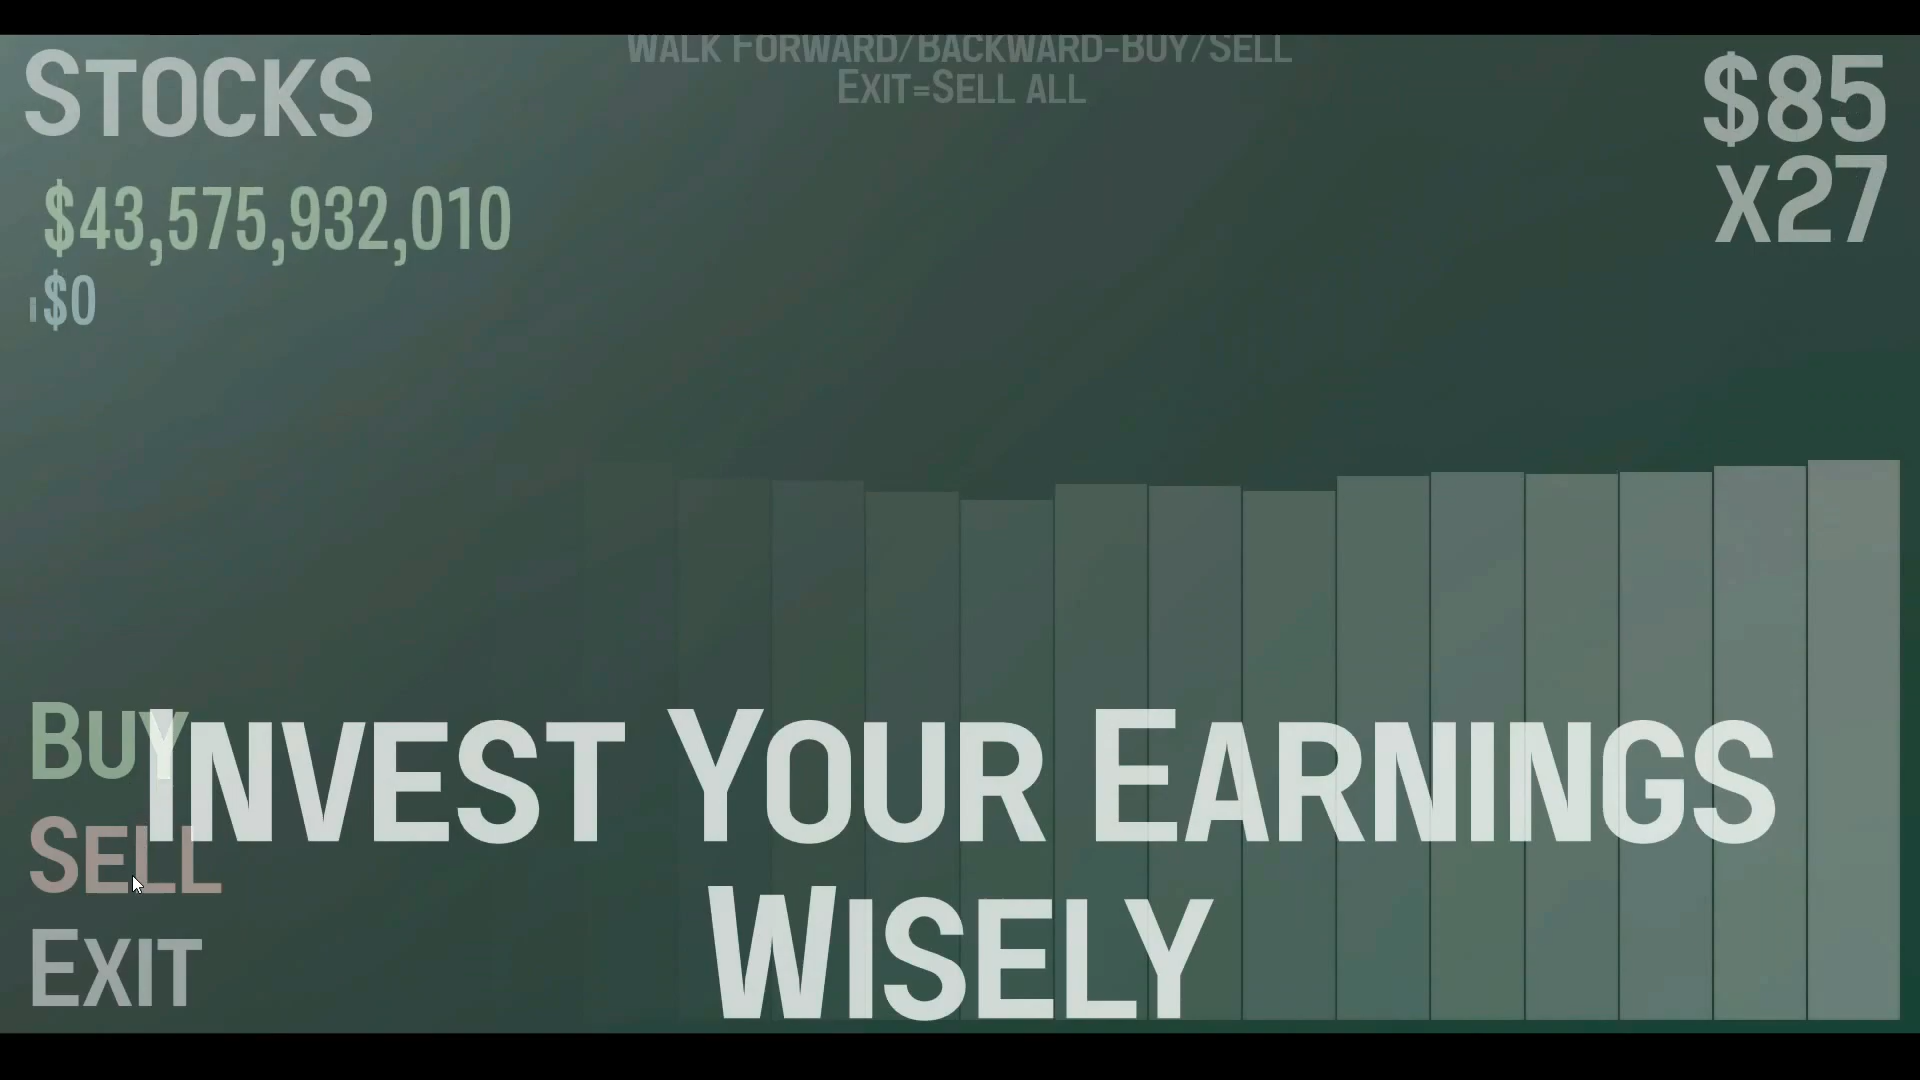 WALK FORWARD/BACKWARD-BUY/SELL
EXIT=SELL ALL
STOCKS
$85
X27
$43,575,932,010
$0
BUY
SELL
EXIT
INVEST YOUR EARNINGS
WISELY